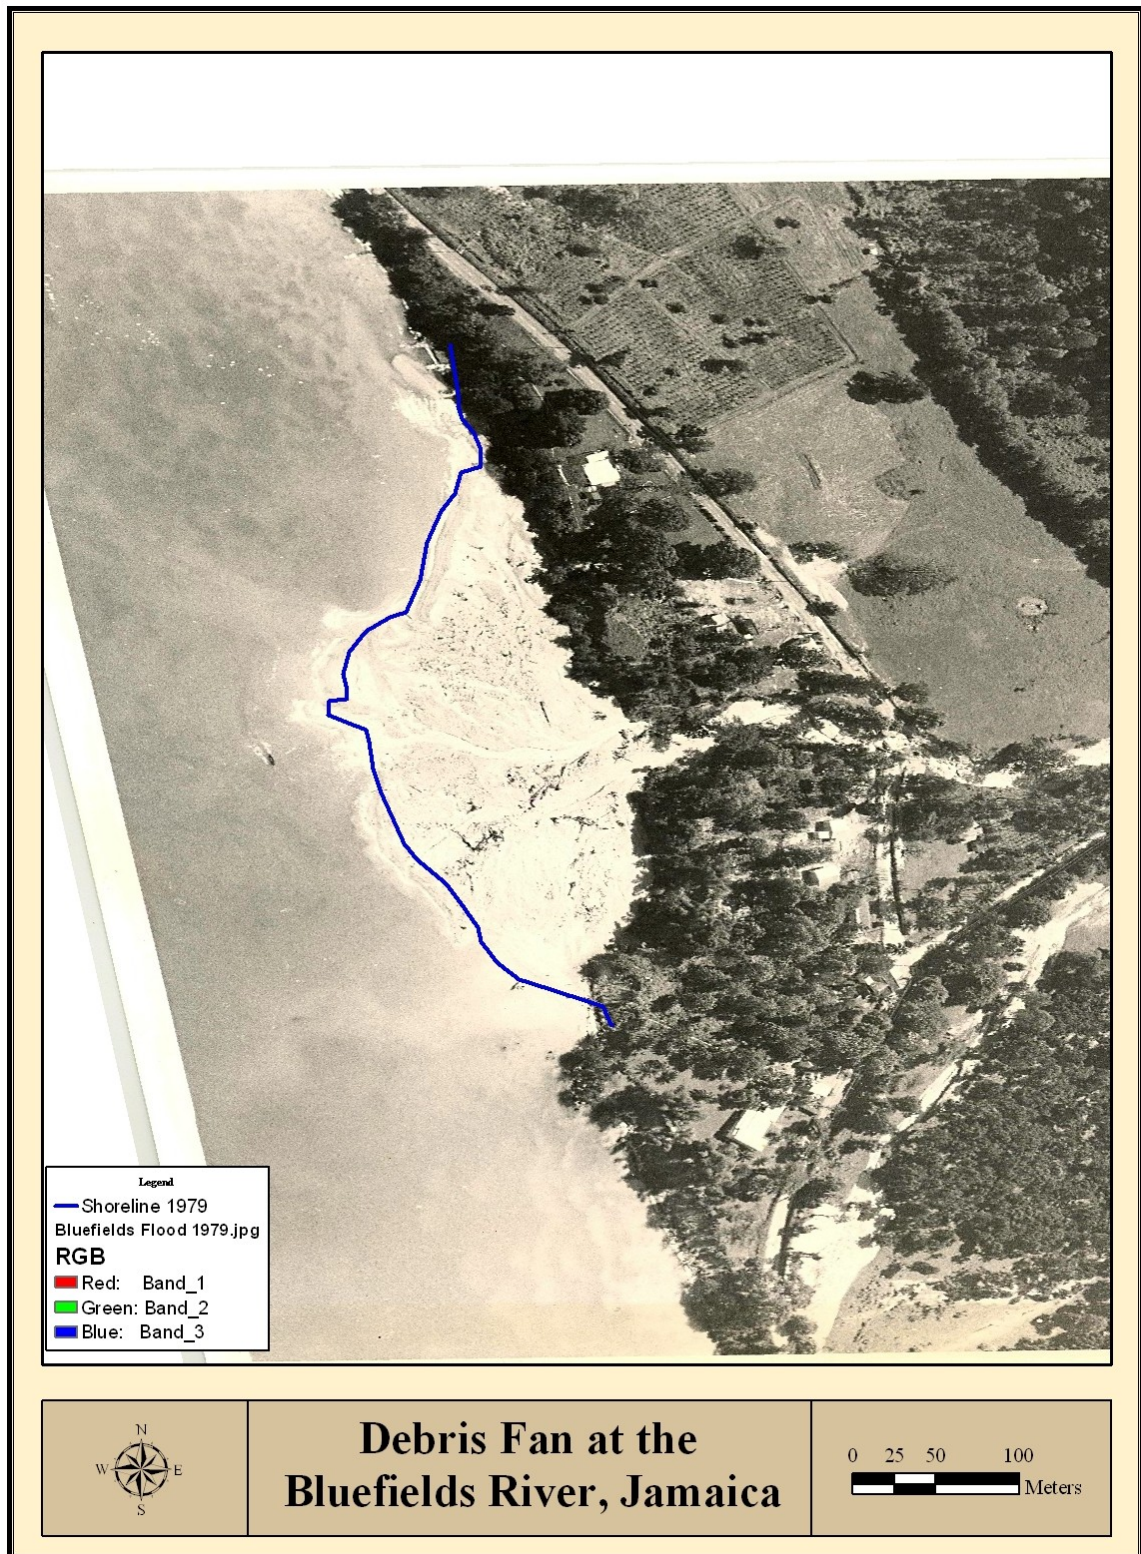 Legend
Shoreline 1979
Bluefields Flood 1979.jpg
RGB
Red: Band_1
Green: Band_2
Blue: Band_3
N
W E
S
Debris Fan at the
Bluefields River, Jamaica
0 25 50 100
Meters